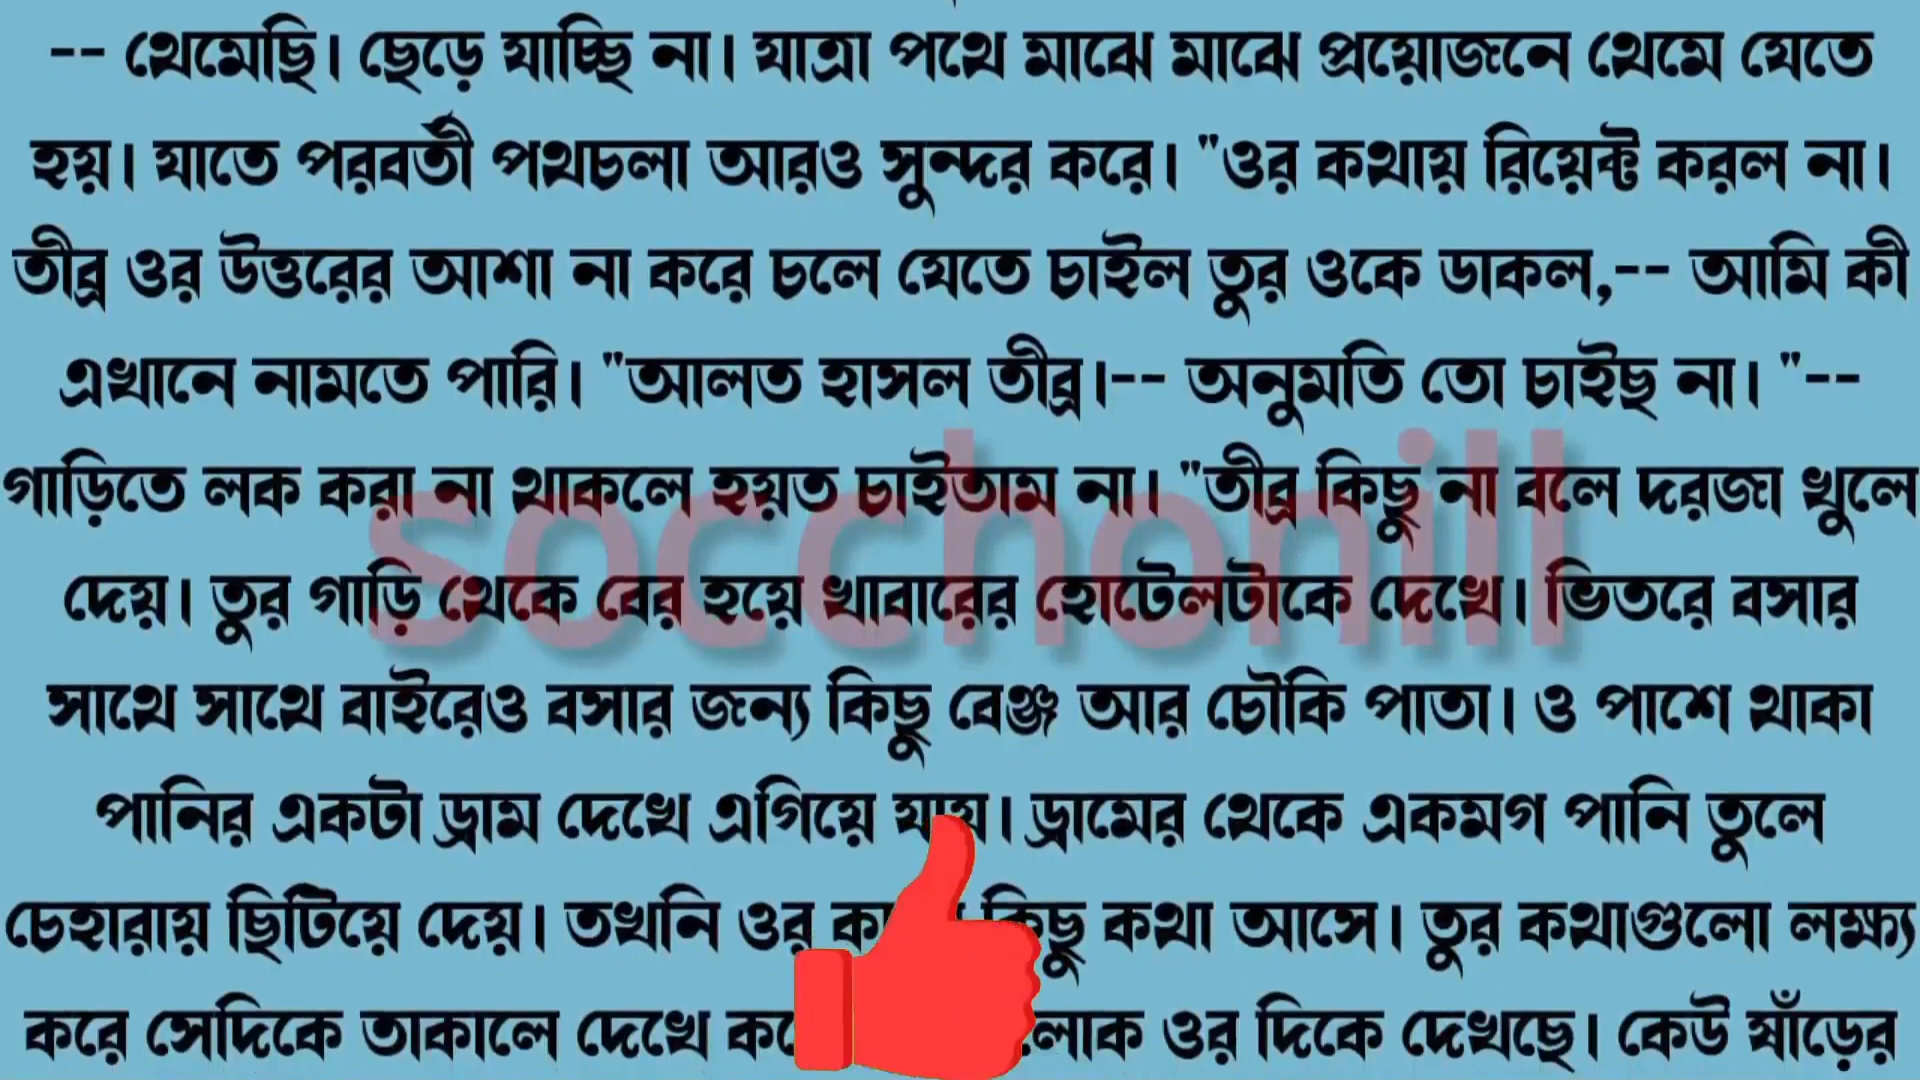 -- থেমেছি। ছেড়ে যাচ্ছি না। যাত্রা পথে মাঝে মাঝে প্রয়োজনে থেমে যেতে
হয়। যাতে পরবর্তী পথচলা আরও সুন্দর করে। "ওর কথায় রিয়েক্ট করল না।
তীব্র ওর উত্তরের আশা না করে চলে যেতে চাইল তুর ওকে ডাকল,-- আমি কী
এখানে নামতে পারি। "আলত হাসল তীব্র।-- অনুমতি তো চাইছ না। "--
গাড়িতে লক করা না থাকলে হয়ত চাইতাম না। "তীব্র কিছু না বলে দরজা খুলে
দেয়। তুর গাড়ি থেকে বের হয়ে খাবারের হোটেলটাকে দেখে। ভিতরে বসার
socchonill
সাথে সাথে বাইরেও বসার জন্য কিছু বেঞ্জ আর চৌকি পাতা। ও পাশে থাকা
পানির একটা ড্রাম দেখে এগিয়ে যায়। ড্রামের থেকে একমগ পানি তুলে
চেহারায় ছিটিয়ে দেয়। তখনি ওর কিছু কথা আসে। তুর কথাগুলো লক্ষ্য
করে সেদিকে তাকালে দেখে লোক ওর দিকে দেখছে। কেউ ষাঁড়ের